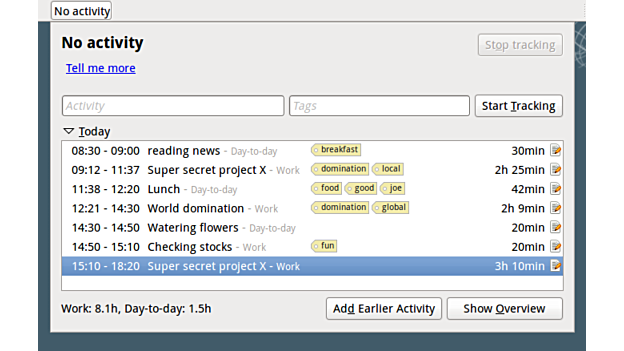 No activity
No activity
Stop tracking
Tell me more
Activity
Tags
Start Tracking
Today
08:30 - 09:00 reading news - Day-to-day breakfast 30min
09:12 - 11:37 Super secret project X - Work domination local 2h 25min
11:38 - 12:20 Lunch - Day-to-day food good joe 42min
12:21 - 14:30 World domination - Work domination global 2h 9min
14:30 - 14:50 Watering flowers - Day-to-day 20min
14:50 - 15:10 Checking stocks - Work fun 20min
15:10 - 18:20 Super secret project X - Work 3h 10min
Work: 8.1h, Day-to-day: 1.5h
Add Earlier Activity
Show Overview